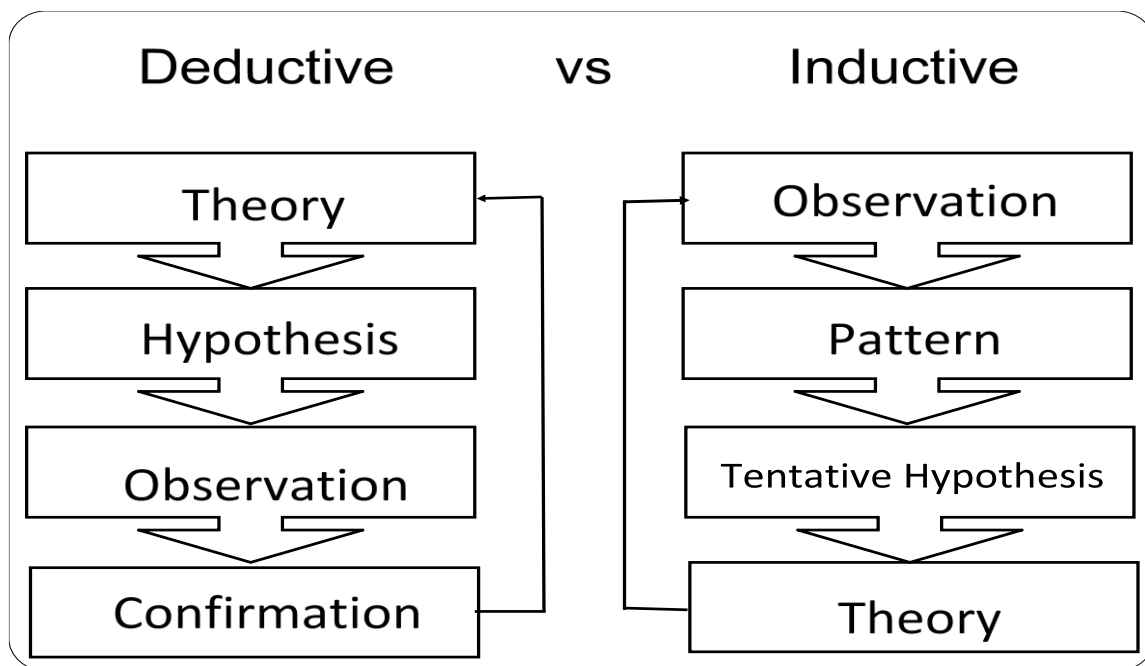 Deductive vs Inductive
Theory
Hypothesis
Observation
Confirmation
Observation
Pattern
Tentative Hypothesis
Theory